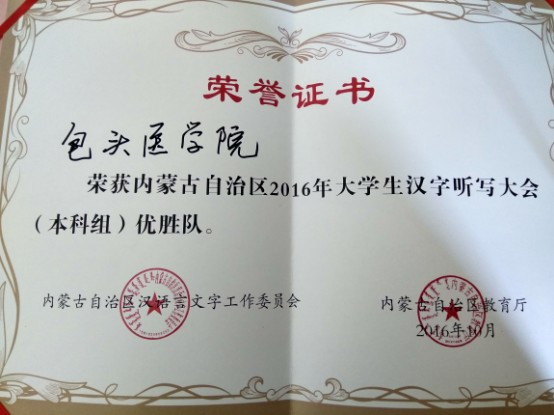 荣誉证书
包头医学院
荣获内蒙古自治区2016年大学生汉字听写大会
（本科组）优胜队。
内蒙古自治区汉语言文字工作委员会
内蒙古自治区教育厅
2016年10月